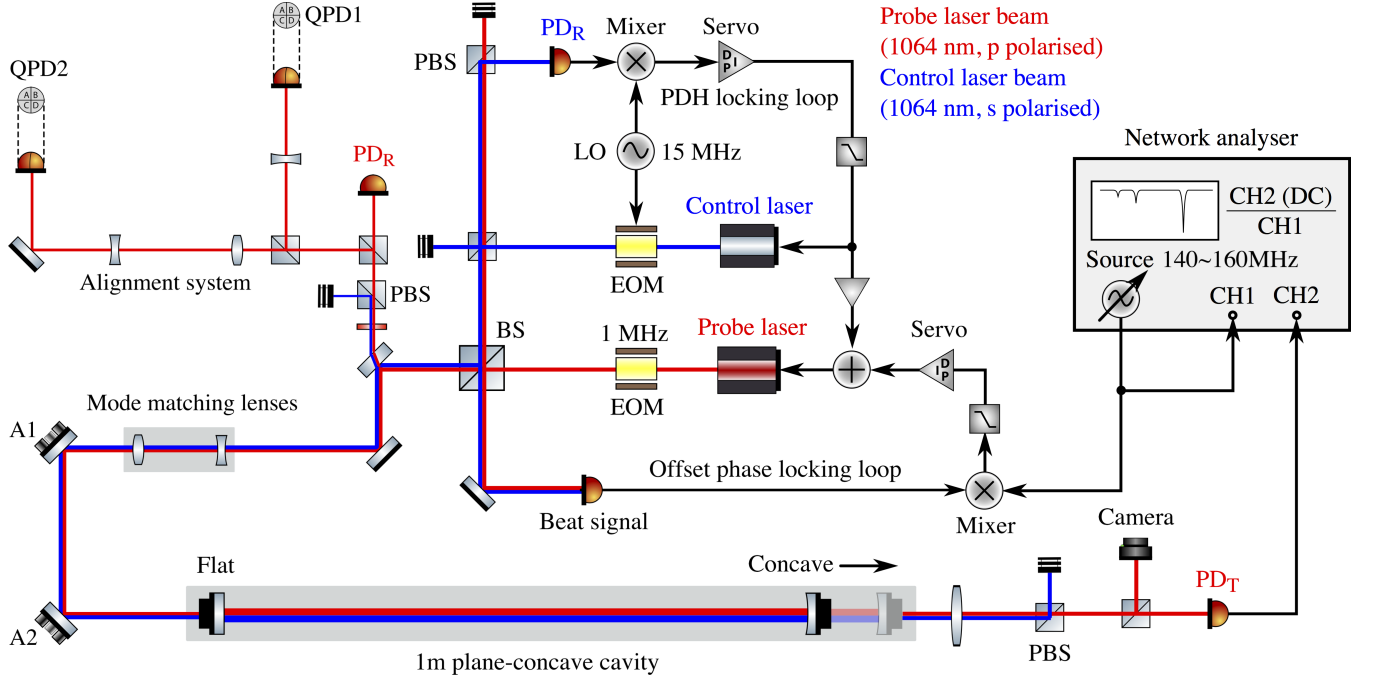 QPD1
QPD2
A B
C D
A B
C D
PD_R
Mixer
Servo
D
P I
PBS
PDH locking loop
Probe laser beam
(1064 nm, p polarised)
Control laser beam
(1064 nm, s polarised)
LO
15 MHz
Network analyser
CH2 (DC)
CH1
Source 140~160MHz
CH1
CH2
PD_R
Control laser
EOM
Alignment system
PBS
BS
1 MHz
Probe laser
EOM
Servo
D
I P
Mode matching lenses
A1
Offset phase locking loop
Beat signal
Mixer
Camera
Flat
Concave
PD_T
A2
PBS
1m plane-concave cavity